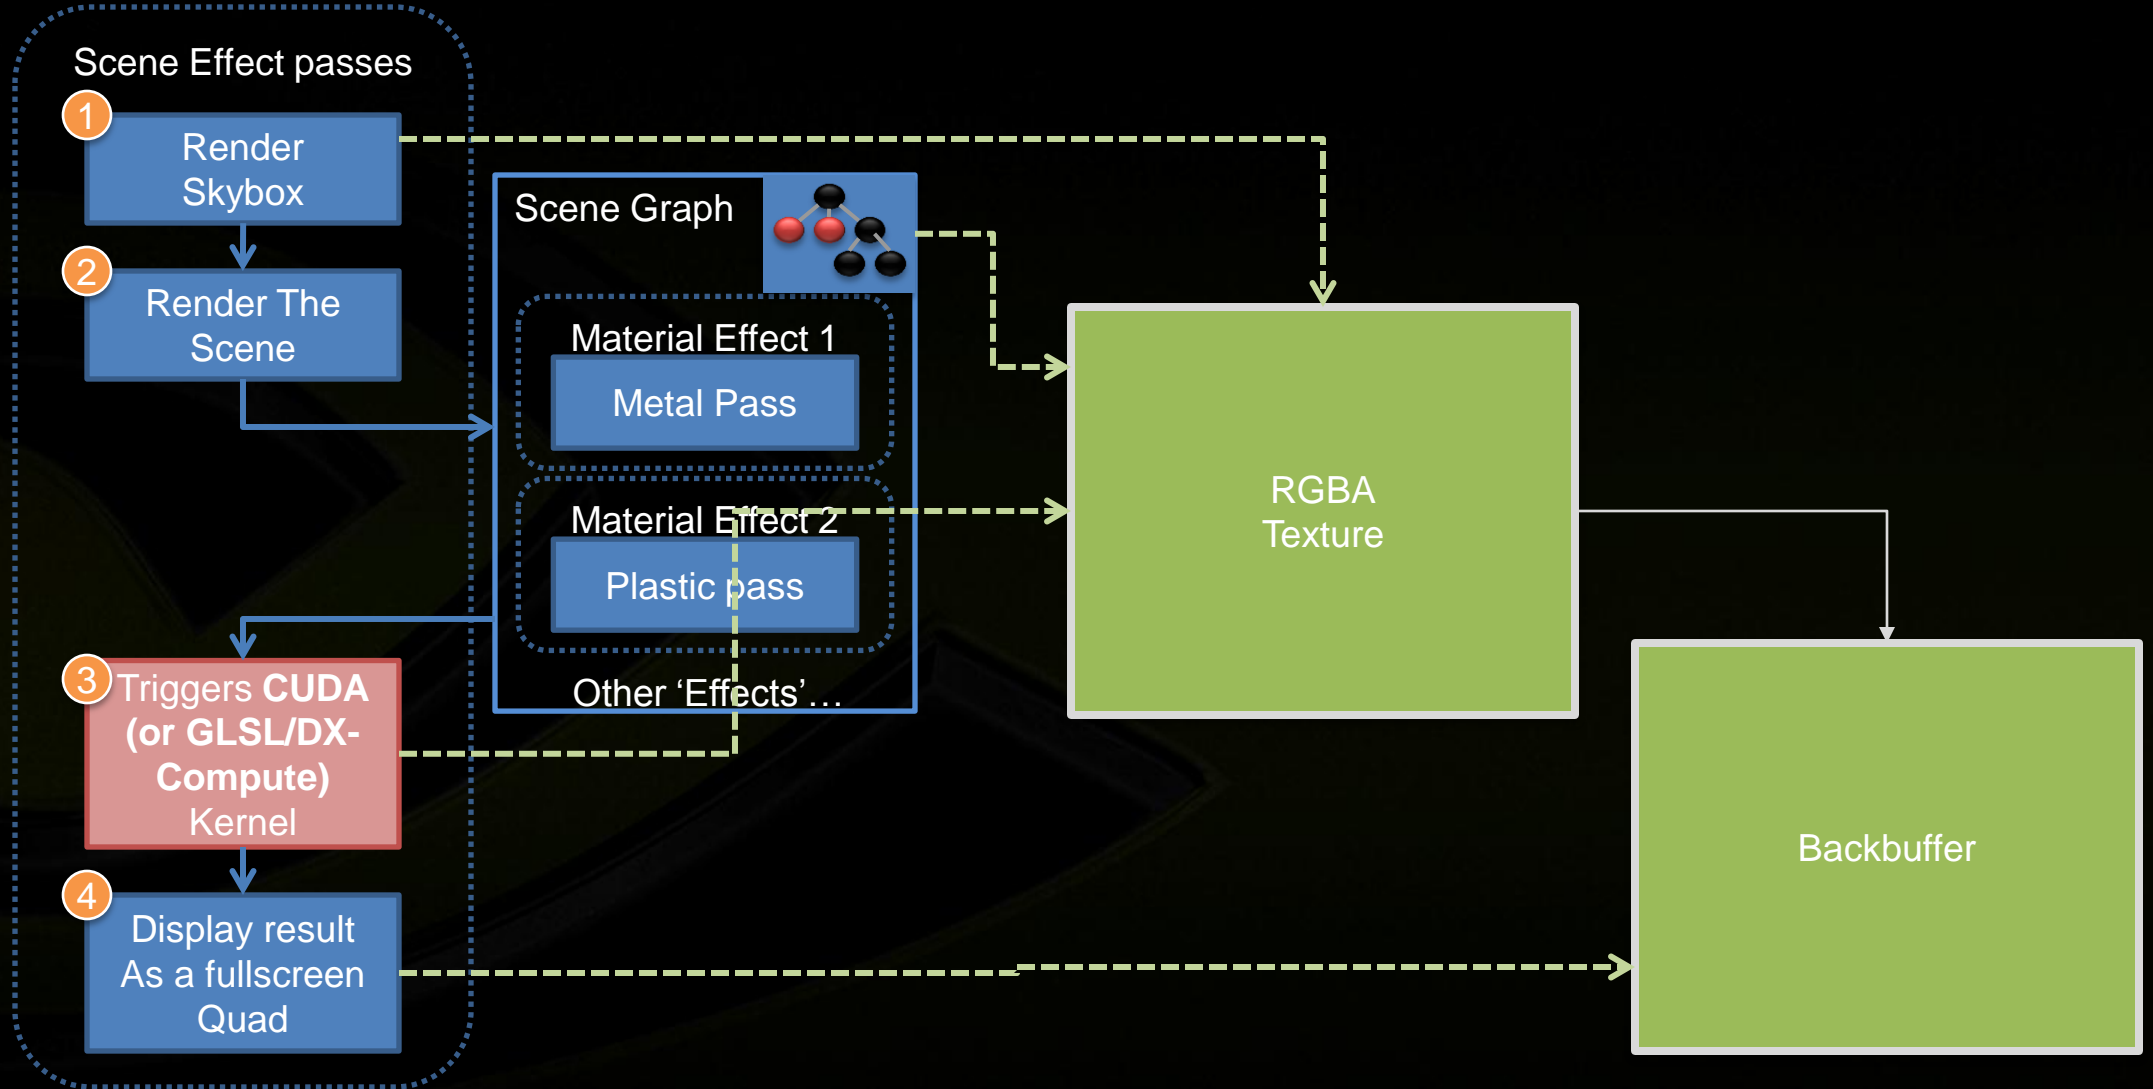 Scene Effect passes
1
Render
Skybox
2
Render The
Scene
Scene Graph
Material Effect 1
Metal Pass
Material Effect 2
Plastic pass
Other ‘Effects’…
3
Triggers CUDA
(or GLSL/DX-
Compute)
Kernel
4
Display result
As a fullscreen
Quad
RGBA
Texture
Backbuffer